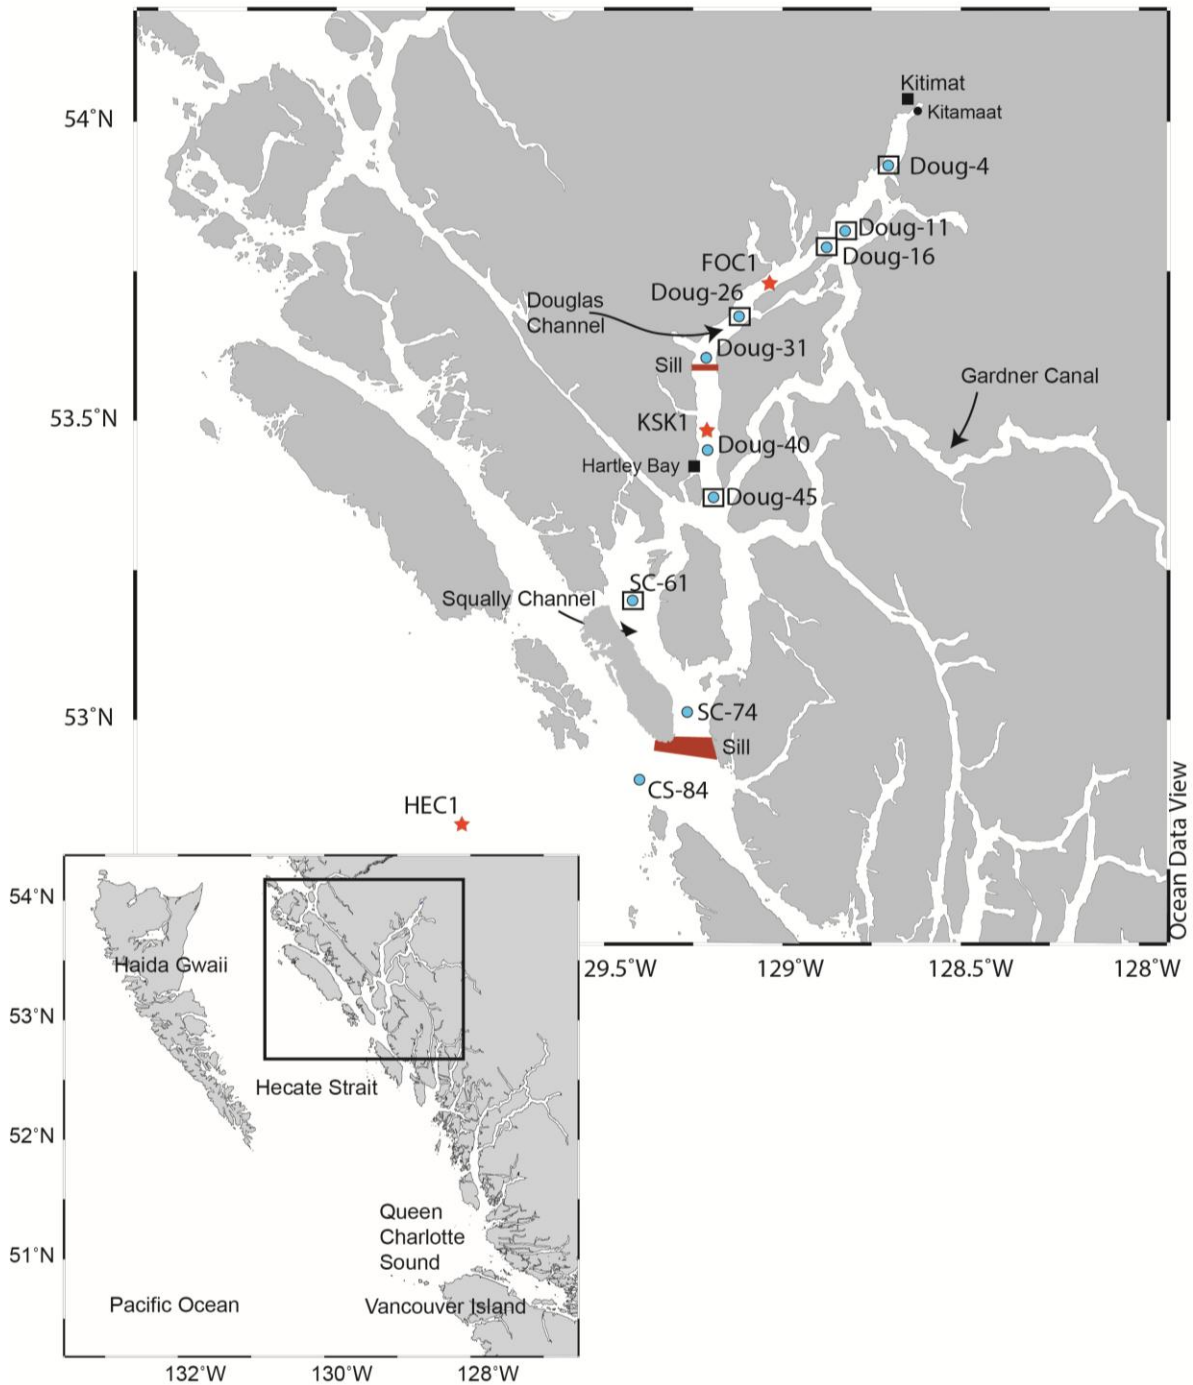 Kitimat
54˚N
Kitamaat
Doug-4
Doug-11
Doug-16
FOC1
Doug-26
Douglas
Channel
Doug-31
Sill
Gardner Canal
53.5˚N
KSK1
Doug-40
Hartley Bay
Doug-45
SC-61
Squally Channel
53˚N
SC-74
Sill
CS-84
HEC1
Ocean Data View
29.5˚W
129˚W
128.5˚W
128˚W
54˚N
Haida Gwaii
53˚N
Hecate Strait
52˚N
Queen
Charlotte
Sound
51˚N
Pacific Ocean
Vancouver Island
132˚W
130˚W
128˚W